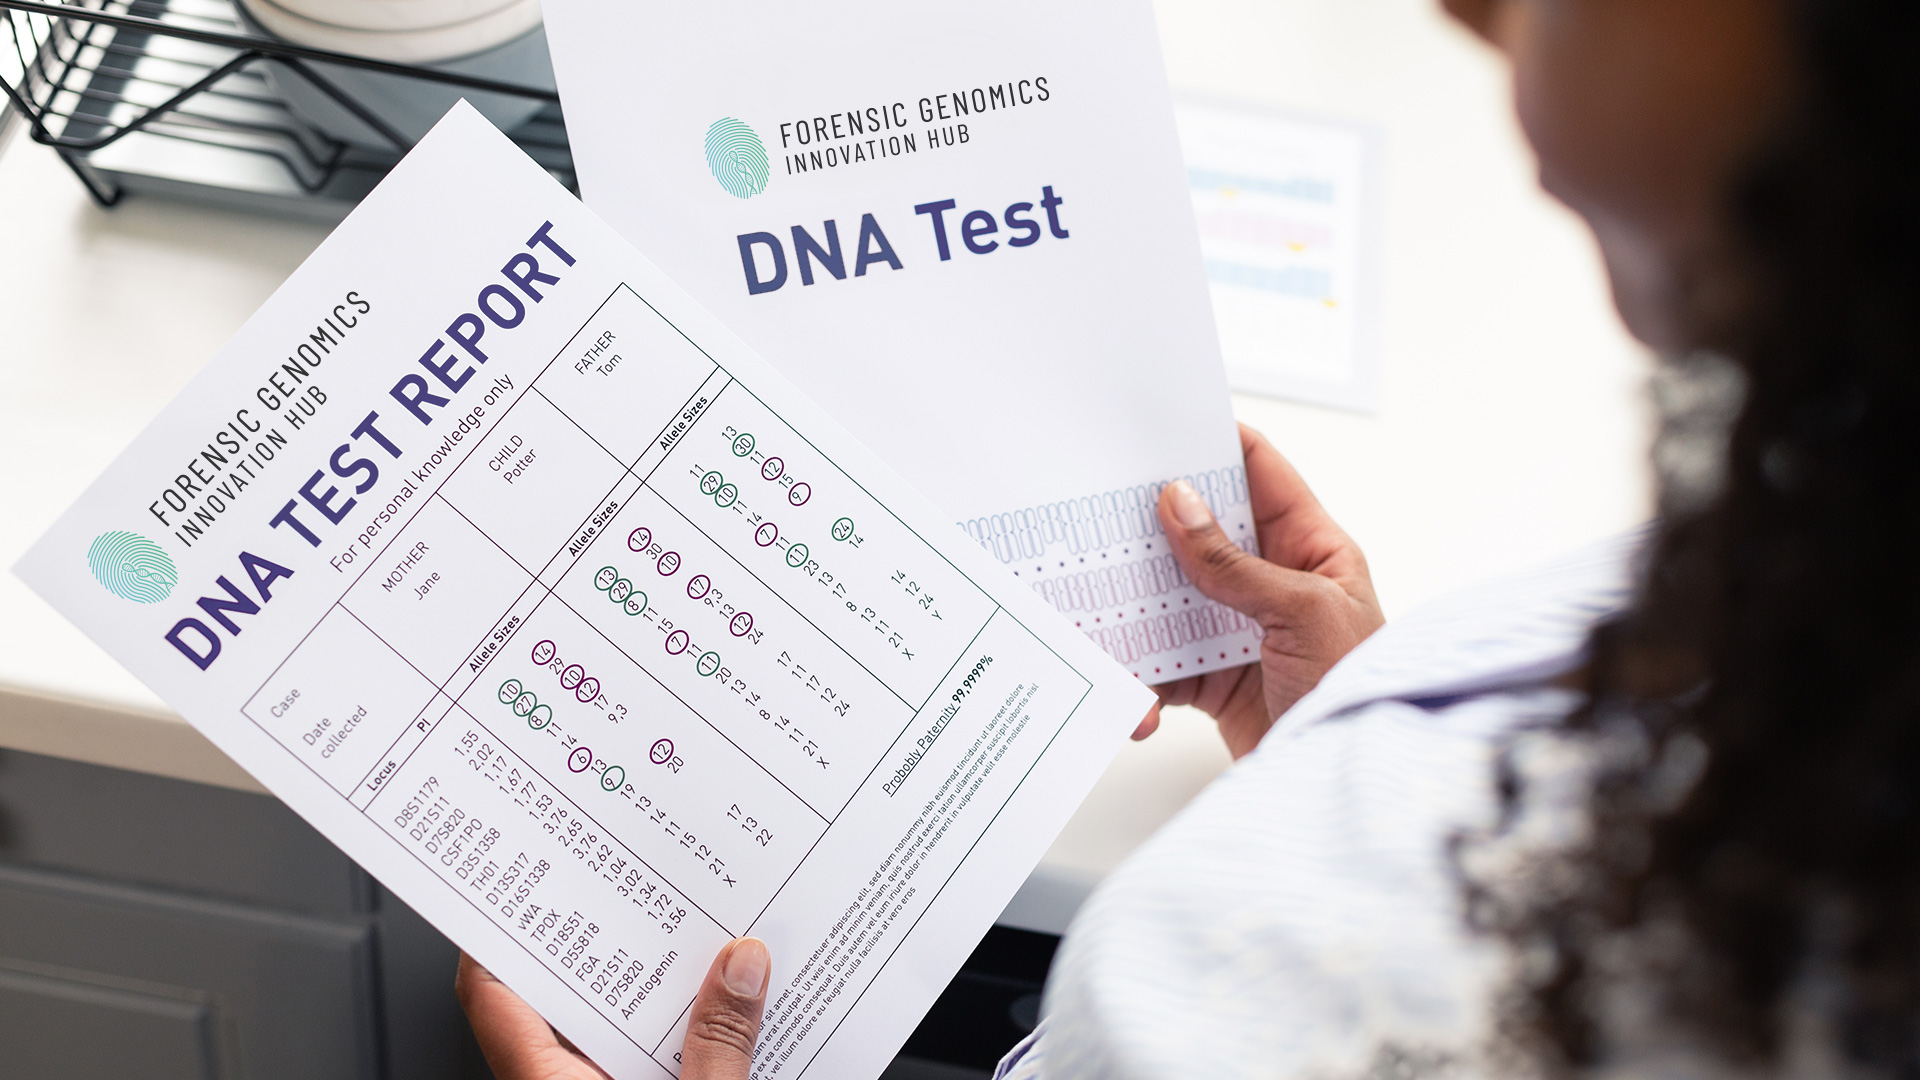 FORENSIC GENOMICS
INNOVATION HUB
DNA Test
FORENSIC GENOMICS
INNOVATION HUB
DNA TEST REPORT
For personal knowledge only
Case
Date
collected
MOTHER
Jane
CHILD
Potter
FATHER
Tom
Locus PI Allele Sizes Allele Sizes Allele Sizes
D8S1179 1,55 10 14 13 14 11 13
D21S11 2,02 27 29 29 30 29 30
D7S820 1,17 8 10 8 10 10 11
CSF1PO 1,67 11 12 11 17 11 12
D3S1358 1,77 14 17 15 9,3 14 15
TH01 1,53 6 9,3 7 13 7 9
D13S317 3,76 13 11 12 11
D16S1338 2,65 9 12 11 24 11 24
vWA 3,76 19 20 20 23 14
TPOX 2,62 13 13 13
D18S51 1,04 14 17 14 17 17 14
D5S818 3,02 11 13 8 11 8 12
FGA 1,34 15 22 14 17 13 24
D21S11 1,72 12 11 12 11
D7S820 3,56 21 21 24 21
Amelogenin X X X Y
Probobly Paternity 99,9999%
sit amet, consectetuer adipiscing elit, sed diam nonummy nibh euismod tincidunt ut laoreet dolore
erat volutpat. Ut wisi enim ad minim veniam, quis nostrud exerci tation ullamcorper suscipit lobortis nisl
ex ea commodo consequat. Duis autem vel eum iriure dolor in hendrerit in vulputate velit esse molestie
vel illum dolore eu feugiat nulla facilisis at vero eros